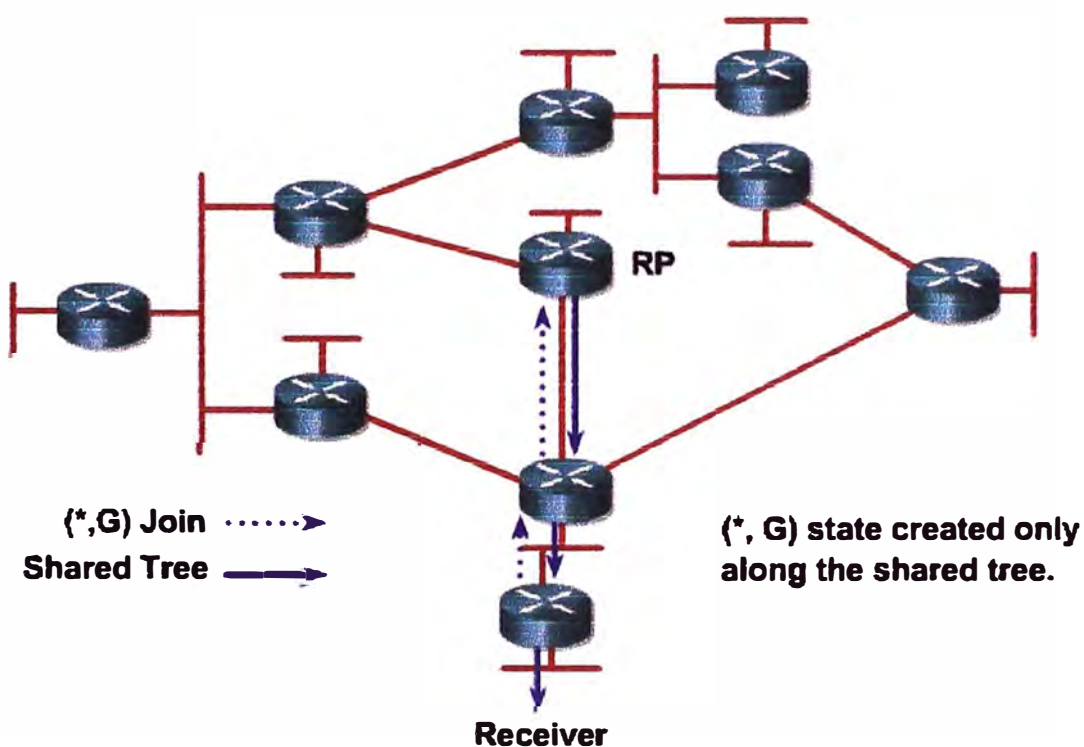 RP
(*,G) Join
Shared Tree
(*, G) state created only
along the shared tree.
Receiver